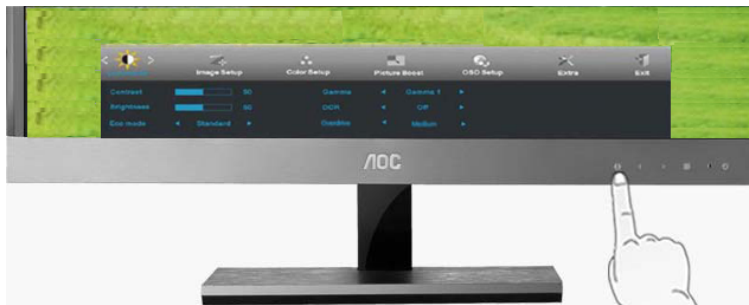 Luminance Image Setup Color Setup Picture Boost OSD Setup Extra Exit
Contrast 50 Gamma Gamma 1
Brightness 50 DCR Off
Eco mode Standard Overdrive Medium
AOC